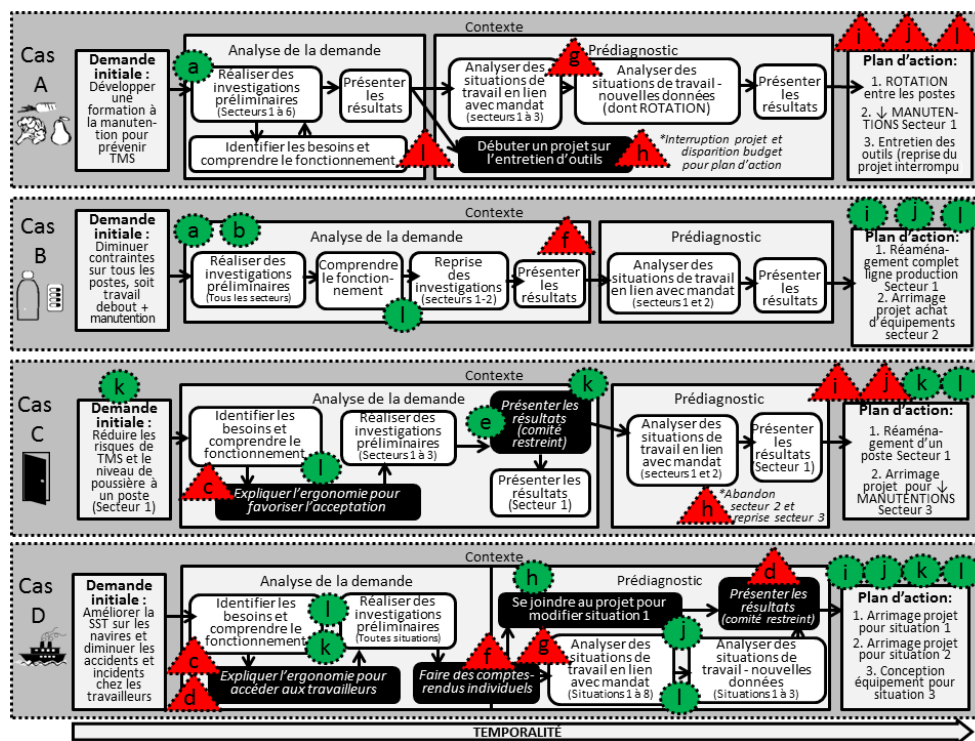 Contexte
Cas
A
Demande
initiale :
Développer
une
formation à
la manuten-
tion pour
prévenir
TMS
Analyse de la demande
a
Réaliser des
investigations
préliminaires
(Secteurs 1 à 6)
Présenter
les
résultats
Identifier les besoins et
comprendre le fonctionnement
l
Prédiagnostic
Analyser des
situations de
travail en lien
avec mandat
(secteurs 1 à 3)
g
Analyser des
situations de travail -
nouvelles données
(dont ROTATION)
Présenter
les
résultats
Débuter un projet sur
l'entretien d'outils
h
*Interruption projet et
disparition budget
pour plan d'action
i
j
l
Plan d'action:
1. ROTATION
entre les postes
2. ↓ MANUTEN-
TIONS Secteur 1
3. Entretien des
outils (reprise du
projet interrompu
Contexte
Cas
B
Demande
initiale :
Diminuer
contraintes
sur tous les
postes, soit
travail
debout +
manutention
a
b
Analyse de la demande
Réaliser des
investigations
préliminaires
(Tous les secteurs)
Comprendre
le fonction-
nement
l
Reprise
des
investigations
(secteurs 1-2)
f
Présenter
les
résultats
Prédiagnostic
Analyser des
situations de travail
en lien avec mandat
(secteurs 1 et 2)
Présenter
les
résultats
i
j
l
Plan d'action:
1. Réaména-
gement complet
ligne production
Secteur 1
2. Arrimage
projet achat
d'équipements
secteur 2
Contexte
Cas
C
k
Demande
initiale :
Réduire les
risques de
TMS et le
niveau de
poussière à
un poste
(Secteur 1)
Analyse de la demande
Identifier les
besoins et
comprendre le
fonctionnement
l
c
Expliquer l'ergonomie pour
favoriser l'acceptation
Réaliser des
investigations
préliminaires
(Secteurs 1 à 3)
e
k
Présenter les
résultats
(comité
restreint)
Présenter les
résultats
(Secteur 1)
Prédiagnostic
Analyser des
situations de
travail en lien
avec mandat
(secteurs 1 et 2)
Présenter
les
résultats
(Secteur 1)
h
*Abandon
secteur 2 et
reprise secteur 3
i
j
k
l
Plan d'action:
1. Réaména-
gement d'un
poste Secteur 1
2. Arrimage
projet pour ↓
MANUTENTIONS
Secteur 3
Contexte
Cas
D
Demande
initiale :
Améliorer la
SST sur les
navires et
diminuer les
accidents et
incidents
chez les
travailleurs
Analyse de la demande
Identifier les
besoins et
comprendre le
fonctionnement
l
k
c
d
Expliquer l'ergonomie pour
accéder aux travailleurs
Réaliser des
investigations
préliminaires
(Toutes situations)
f
Faire des comptes-
rendus individuels
h
Prédiagnostic
Se joindre au projet pour
modifier situation 1
g
Analyser des
situations de travail
en lien avec
mandat
(Situations 1 à 8)
j
l
Analyser des
situations de
travail - nouvelles
données
(Situations 1 à 3)
d
Présenter les
résultats
(comité restreint)
i
j
k
l
Plan d'action:
1. Arrimage projet
pour situation 1
2. Arrimage projet
pour situation 2
3. Conception
équipement pour
situation 3
TEMPORALITÉ